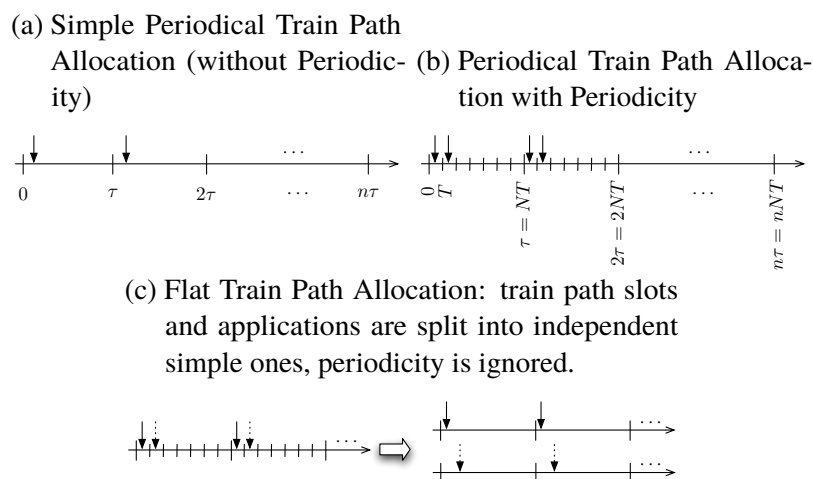 (a) Simple Periodical Train Path
Allocation (without Periodic-
ity)
(b) Periodical Train Path Alloca-
tion with Periodicity
0 τ 2τ ... nτ
...
0 T τ = NT 2τ = 2NT ... nτ = nNT
...
(c) Flat Train Path Allocation: train path slots
and applications are split into independent
simple ones, periodicity is ignored.
...
...
...